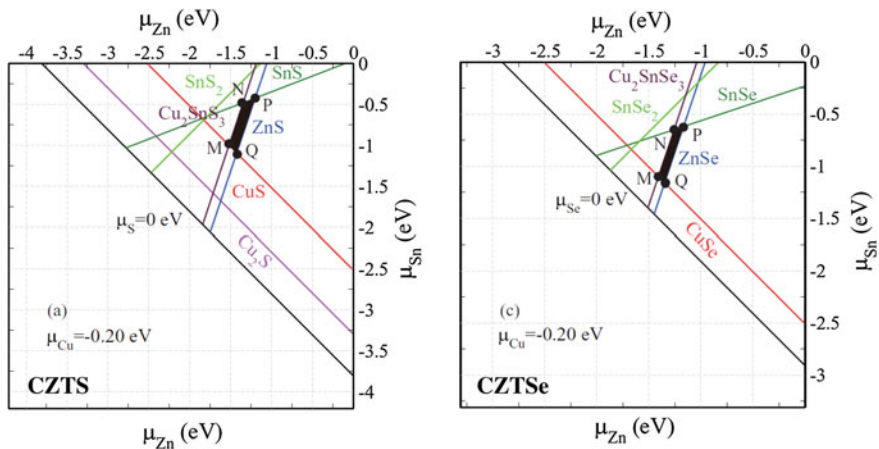 μZn (eV)
-4 -3.5 -3 -2.5 -2 -1.5 -1 -0.5 0
SnS2
SnS
N
P
Cu2SnS3
ZnS
M
Q
CuS
μS=0 eV
Cu2S
(a)
μCu=-0.20 eV
CZTS
0
-0.5
-1
-1.5
-2
-2.5
-3
-3.5
-4
μSn (eV)
μZn (eV)
μZn (eV)
-3 -2.5 -2 -1.5 -1 -0.5 0
Cu2SnSe3
SnSe2
SnSe
N
P
ZnSe
M
Q
μSe=0 eV
CuSe
(c)
μCu=-0.20 eV
CZTSe
0
-0.5
-1
-1.5
-2
-2.5
-3
μSn (eV)
μZn (eV)